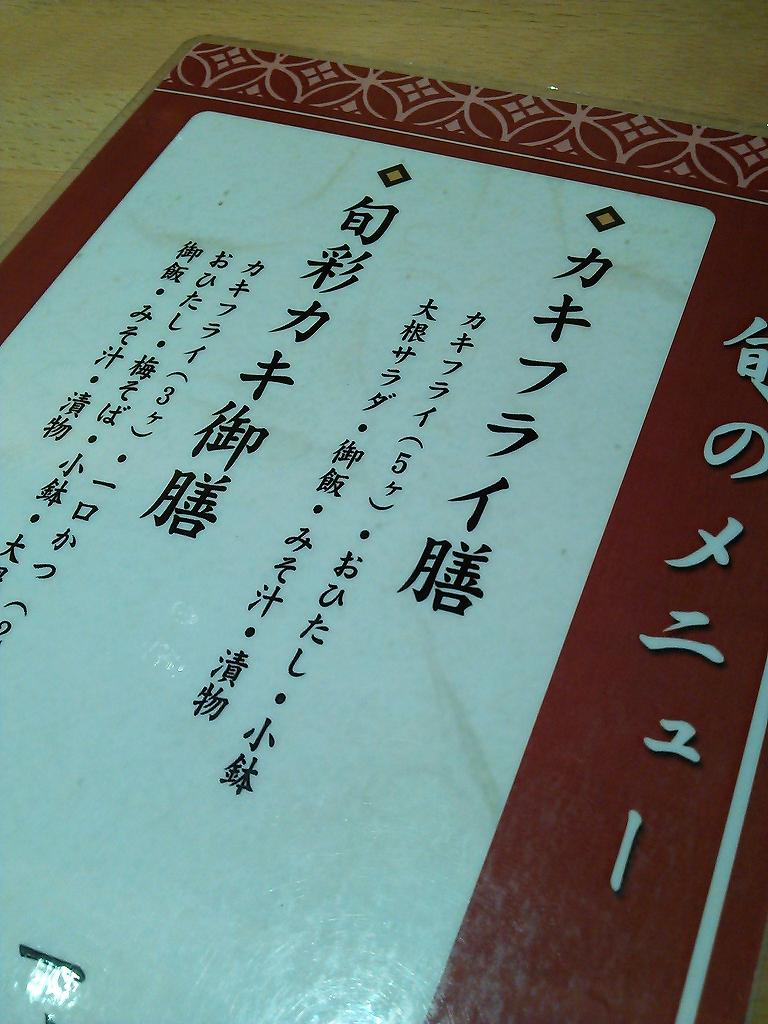 旬のメニュー
カキフライ膳
カキフライ（5ヶ）・おひたし・小鉢
大根サラダ・御飯・みそ汁・漬物
旬彩カキ御膳
カキフライ（3ヶ）・一口かつ
おひたし・梅そば・小鉢・大
御飯・みそ汁・漬物